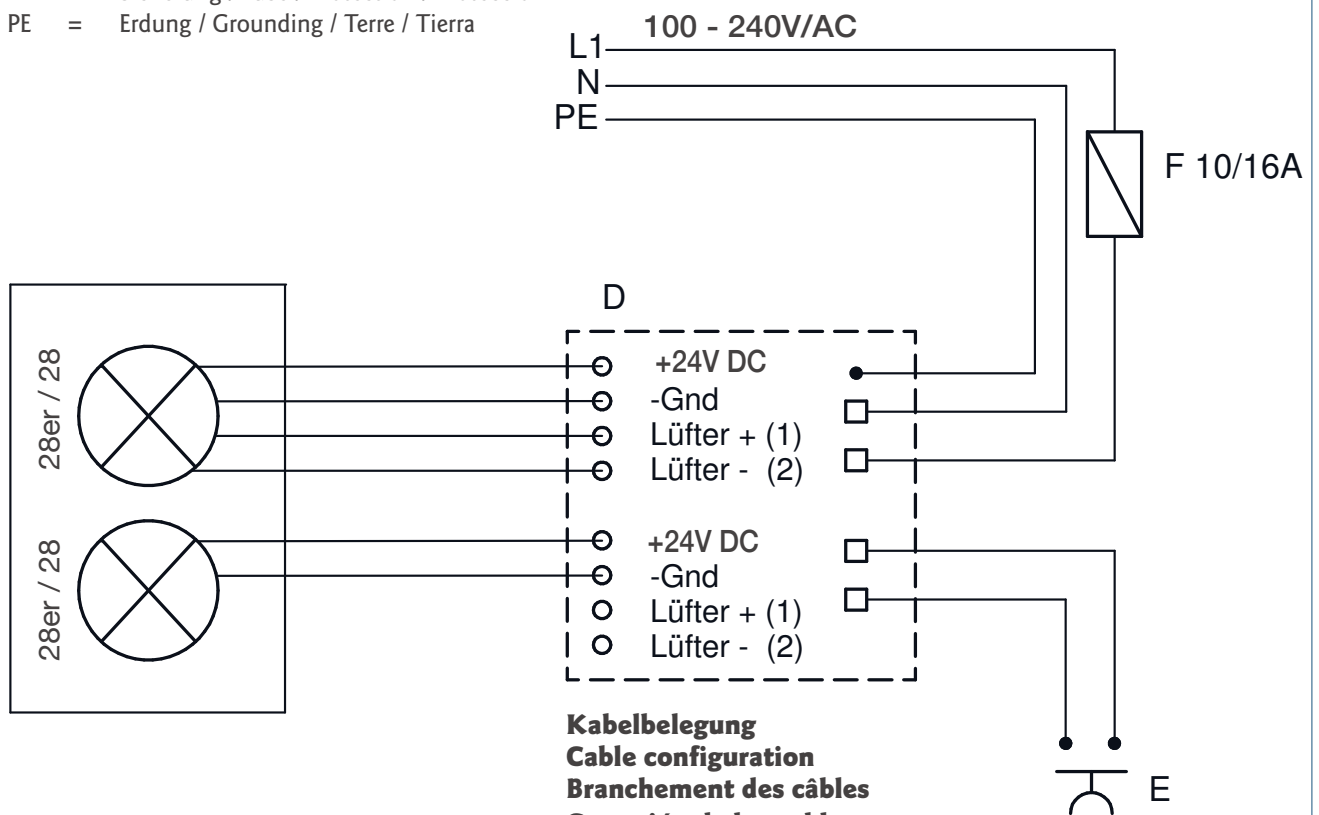 PE = Erdung / Grounding / Terre / Tierra
100 - 240V/AC
L1
N
PE
F 10/16A
D
28er / 28
+24V DC
-Gnd
Lüfter + (1)
Lüfter - (2)
28er / 28
+24V DC
-Gnd
Lüfter + (1)
Lüfter - (2)
Kabelbelegung
Cable configuration
Branchement des câbles
E